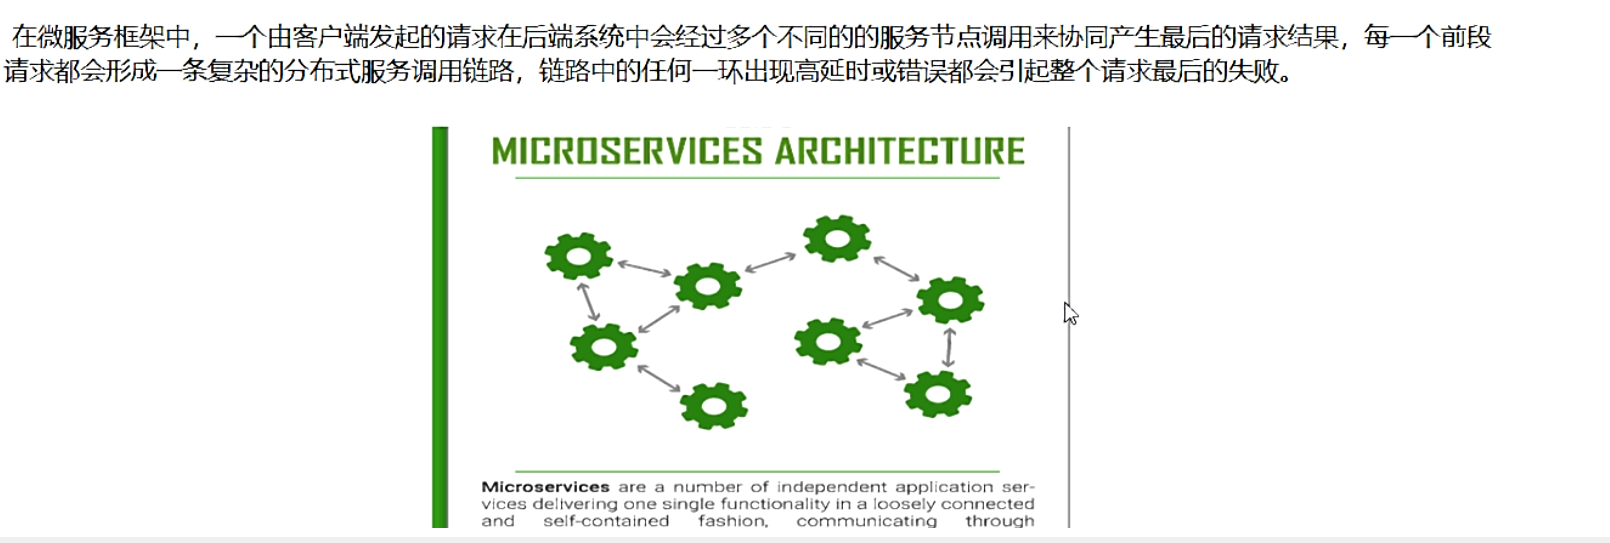 在微服务框架中，一个由客户端发起的请求在后端系统中会经过多个不同的的服务节点调用来协同产生最后的请求结果，每一个前段
请求都会形成一条复杂的分布式服务调用链路，链路中的任何一环出现高延时或错误都会引起整个请求最后的失败。
MICROSERVICES ARCHITECTURE
Microservices are a number of independent application ser-
vices delivering one single functionality in a loosely connected
and self-contained fashion, communicating through